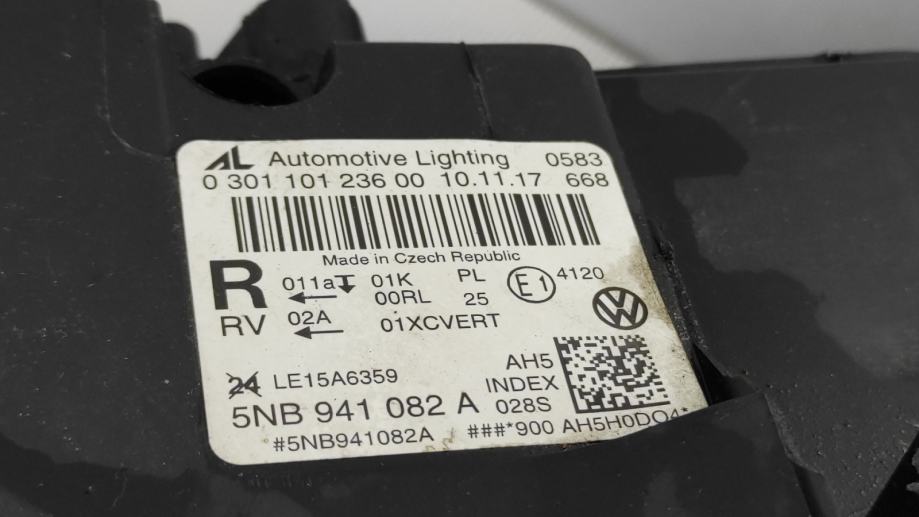 AL Automotive Lighting 0583
0 301 101 236 00 10.11.17 668
Made in Czech Republic
R 011a 01K PL E1 4120
00RL 25
RV 02A 01XCVERT
24 LE15A6359 AH5
INDEX
5NB 941 082 A 028S
#5NB941082A ###*900 AH5H0DO4*